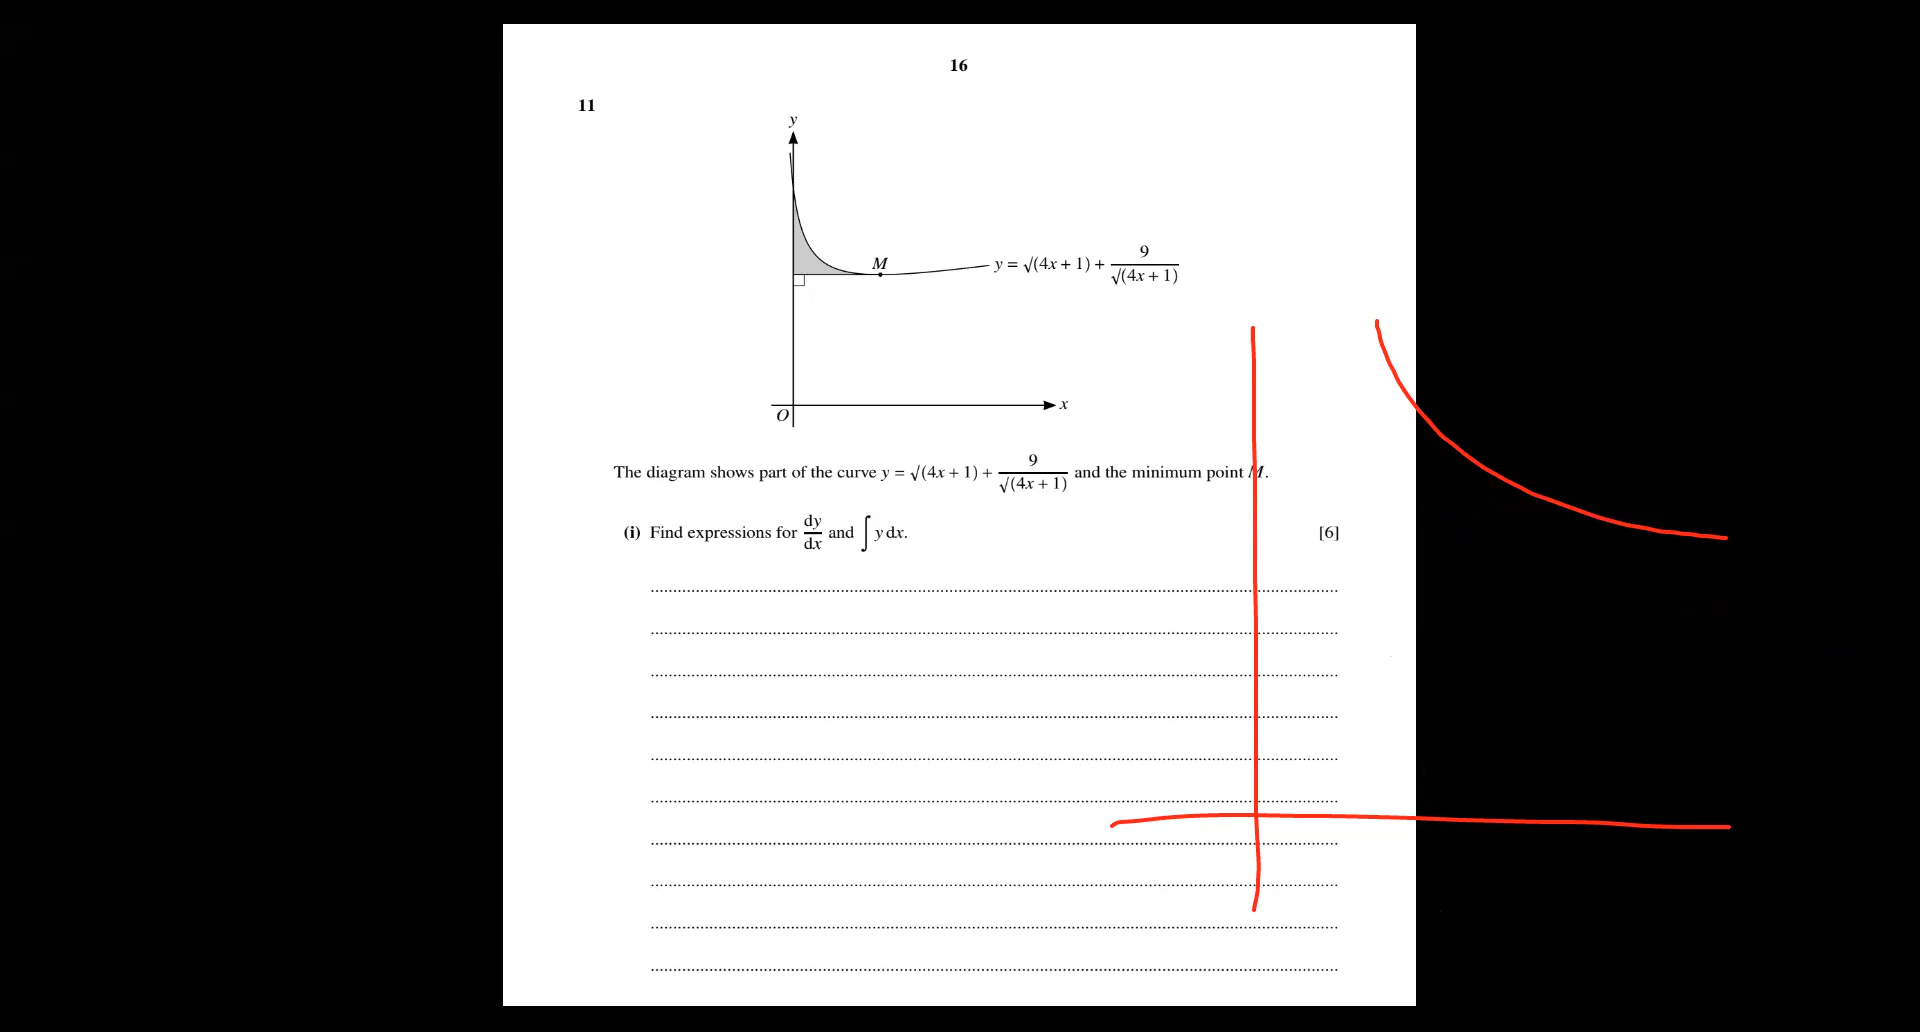 16
11
y
M
y = √(4x + 1) + 9/√(4x + 1)
O
x
The diagram shows part of the curve y = √(4x + 1) + 9/√(4x + 1) and the minimum point M.
(i) Find expressions for dy/dx and ∫ y dx. [6]